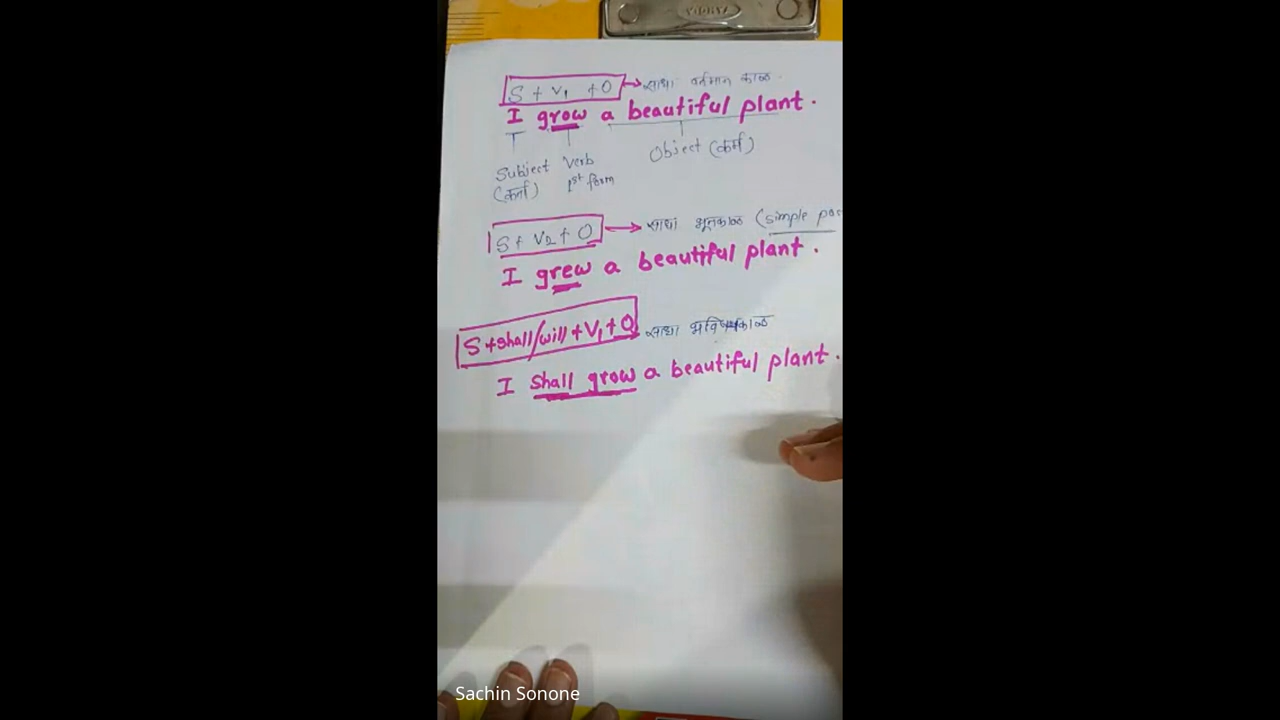 S + V₁ + O → साधा वर्तमान काळ.
I grow a beautiful plant.
Subject Verb Object (कर्म)
(कर्ता) 1st form
S + V₂ + O → साधा भूतकाळ (simple pas
I grew a beautiful plant.
S + shall/will + V₁ + O साधा भविष्यकाळ
I shall grow a beautiful plant.
Sachin Sonone